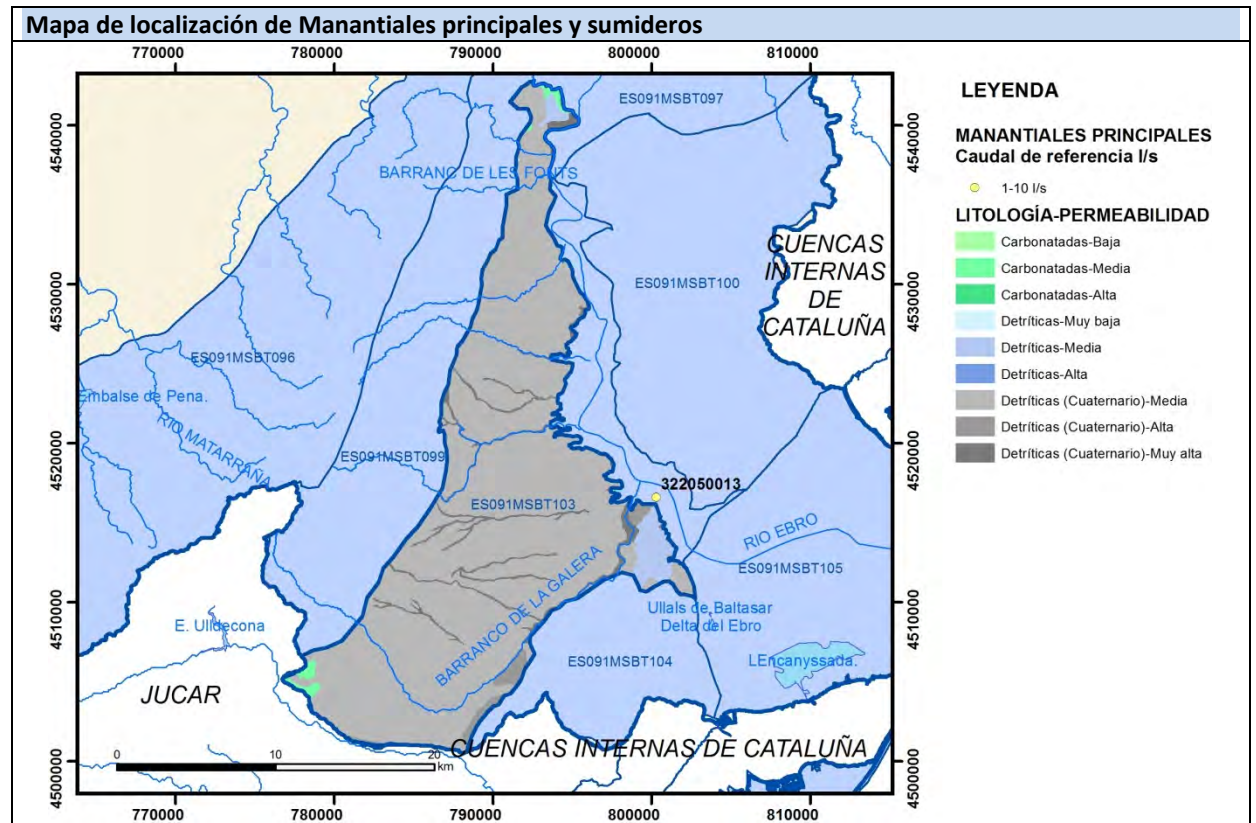 Mapa de localización de Manantiales principales y sumideros
770000 780000 790000 800000 810000
4540000 4540000
4530000 4530000
4520000 4520000
4510000 4510000
4500000 4500000
ES091MSBT097
BARRANC DE LES FONTS
CUENCAS
INTERNAS
DE
CATALUÑA
ES091MSBT100
ES091MSBT096
Embalse de Pena.
RIO MATARRAÑA
ES091MSBT099
322050013
ES091MSBT103
RIO EBRO
ES091MSBT105
BARRANCO DE LA GALERA
Ullals de Baltasar
Delta del Ebro
E. Ulldecona
ES091MSBT104
LEncanyssada.
JUCAR
CUENCAS INTERNAS DE CATALUÑA
0 10 20
km
770000 780000 790000 800000 810000
LEYENDA
MANANTIALES PRINCIPALES
Caudal de referencia l/s
1-10 l/s
LITOLOGÍA-PERMEABILIDAD
Carbonatadas-Baja
Carbonatadas-Media
Carbonatadas-Alta
Detríticas-Muy baja
Detríticas-Media
Detríticas-Alta
Detríticas (Cuaternario)-Media
Detríticas (Cuaternario)-Alta
Detríticas (Cuaternario)-Muy alta